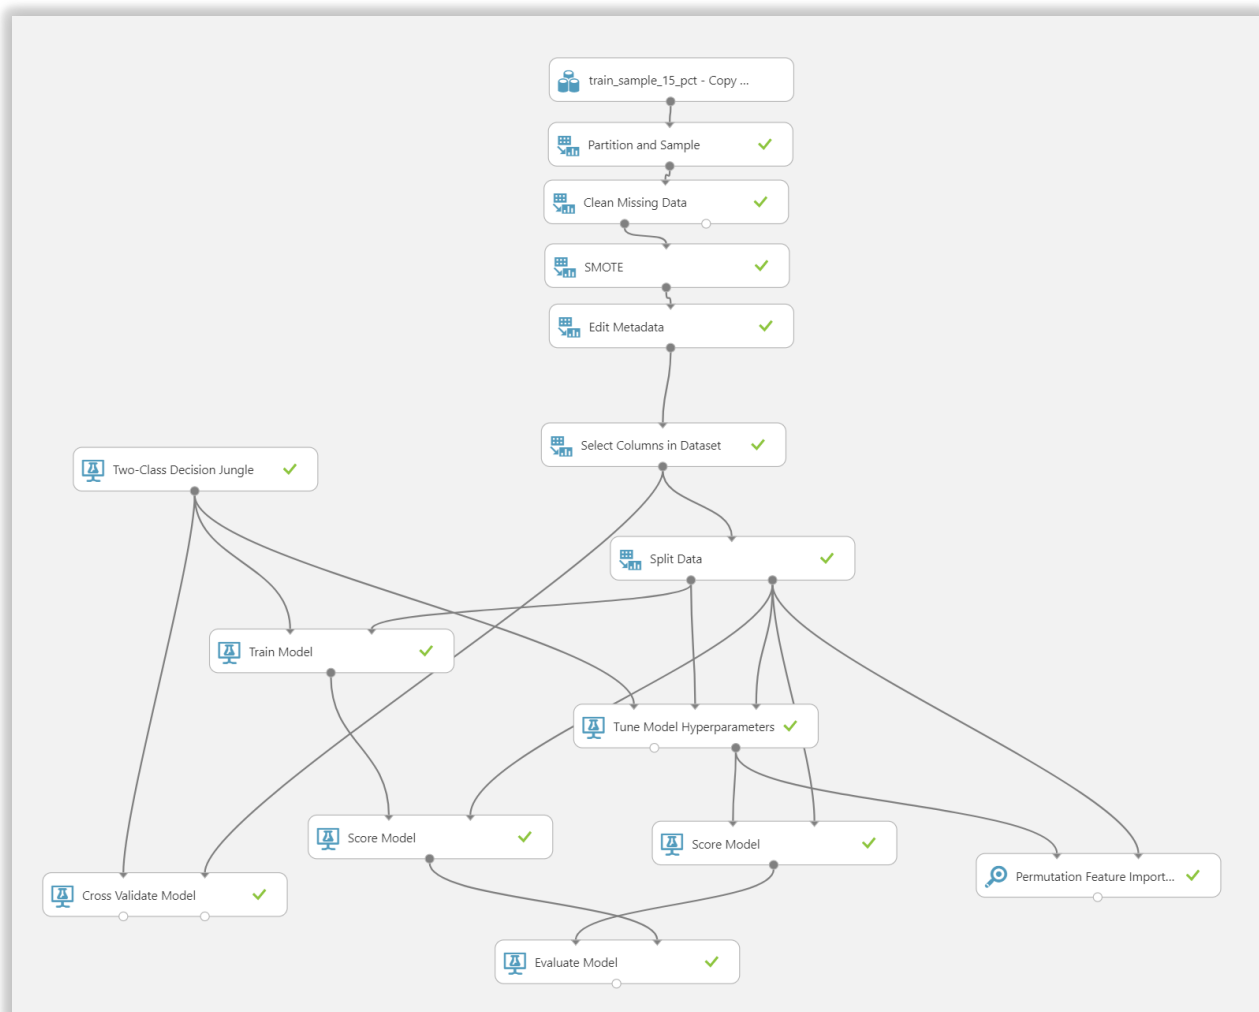 train_sample_15_pct - Copy ...
Partition and Sample
Clean Missing Data
SMOTE
Edit Metadata
Select Columns in Dataset
Two-Class Decision Jungle
Split Data
Train Model
Tune Model Hyperparameters
Score Model
Score Model
Permutation Feature Import...
Cross Validate Model
Evaluate Model